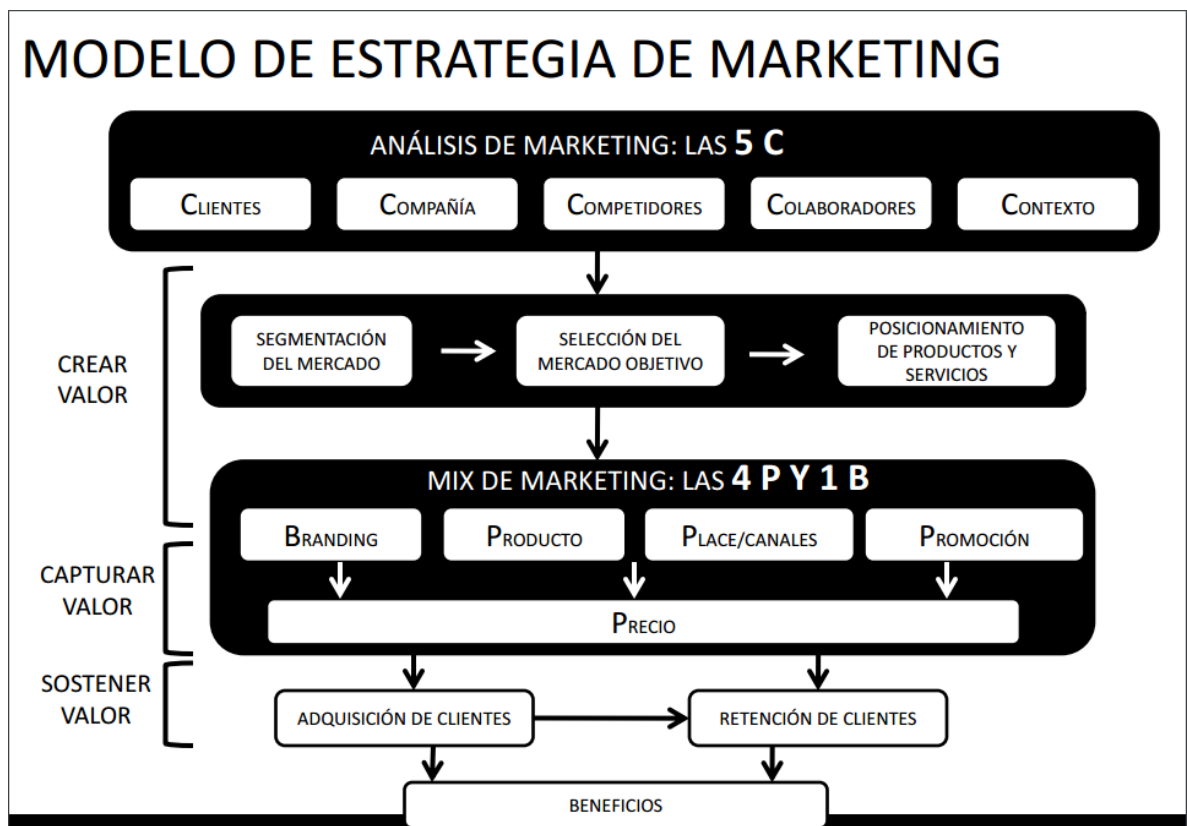 MODELO DE ESTRATEGIA DE MARKETING
ANÁLISIS DE MARKETING: LAS 5 C
CLIENTES
COMPAÑÍA
COMPETIDORES
COLABORADORES
CONTEXTO
CREAR
VALOR
SEGMENTACIÓN
DEL MERCADO
SELECCIÓN DEL
MERCADO OBJETIVO
POSICIONAMIENTO
DE PRODUCTOS Y
SERVICIOS
MIX DE MARKETING: LAS 4 P Y 1 B
BRANDING
PRODUCTO
PLACE/CANALES
PROMOCIÓN
CAPTURAR
VALOR
PRECIO
SOSTENER
VALOR
ADQUISICIÓN DE CLIENTES
RETENCIÓN DE CLIENTES
BENEFICIOS